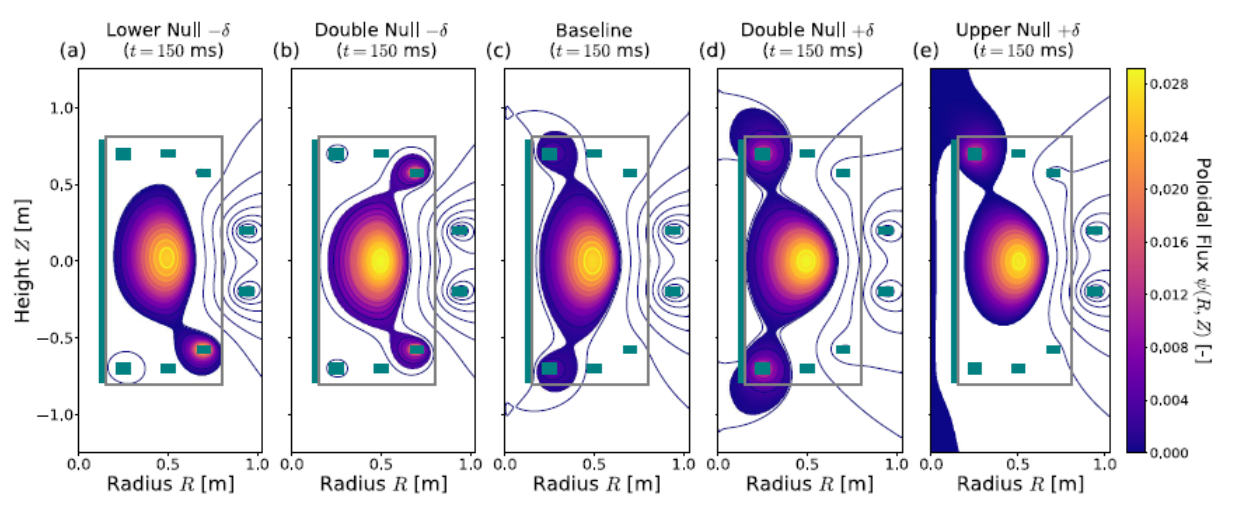 Lower Null −δ
(t = 150 ms)
Double Null −δ
(t = 150 ms)
Baseline
(t = 150 ms)
Double Null +δ
(t = 150 ms)
Upper Null +δ
(t = 150 ms)
(a)
(b)
(c)
(d)
(e)
1.0
0.5
0.0
−0.5
−1.0
Height Z [m]
0.0 0.5 1.0
0.0 0.5 1.0
0.0 0.5 1.0
0.0 0.5 1.0
0.0 0.5 1.0
Radius R [m]
Radius R [m]
Radius R [m]
Radius R [m]
Radius R [m]
0.028
0.024
0.020
0.016
0.012
0.008
0.004
0.000
Poloidal Flux ψ(R, Z) [-]